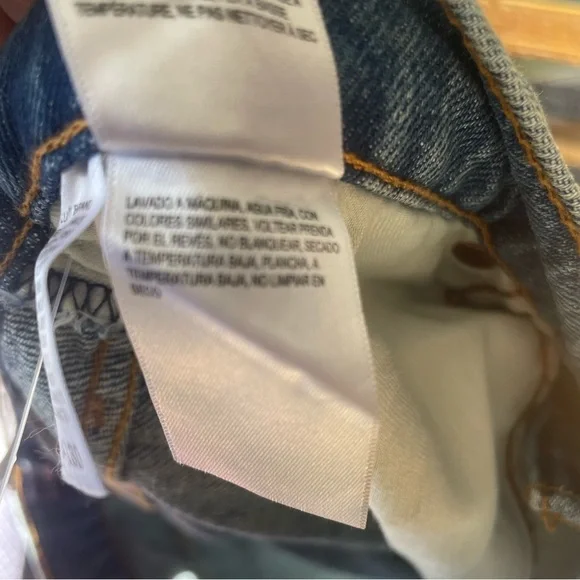 TEMPERATURE, NE PAS NETTOYER À SEC
LAVADO A MÁQUINA, AGUA FRÍA, CON
COLORES SIMILARES, VOLTEAR PRENDA
POR EL REVÉS, NO BLANQUEAR, SECADO
A TEMPERATURA BAJA, PLANCHAR, A
TEMPERATURA BAJA, NO LIMPIAR EN
SECO